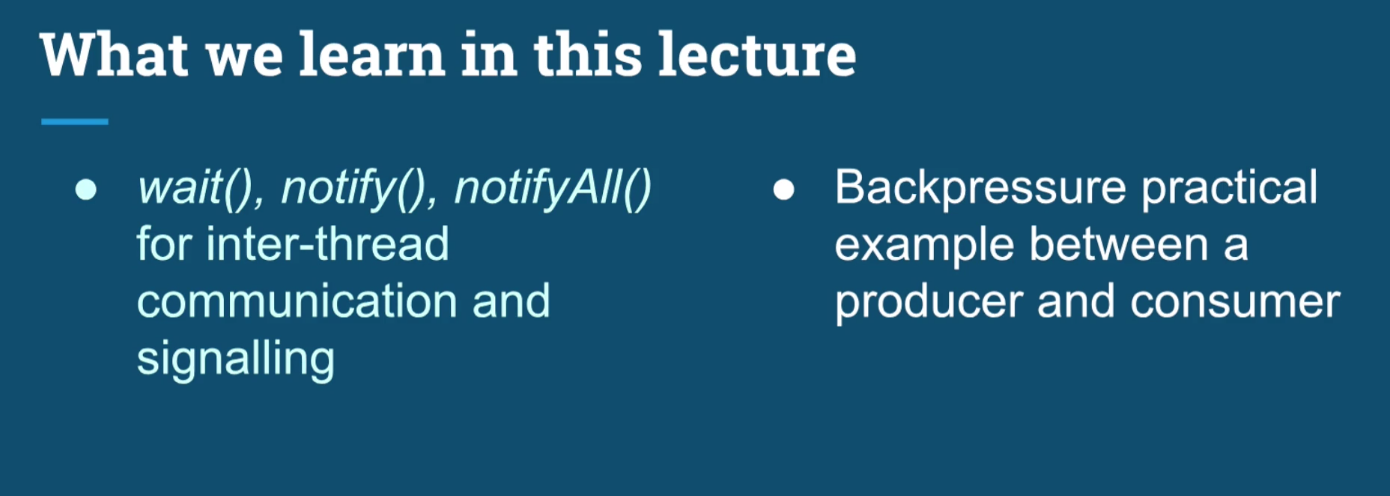 What we learn in this lecture
● wait(), notify(), notifyAll()
for inter-thread
communication and
signalling
● Backpressure practical
example between a
producer and consumer